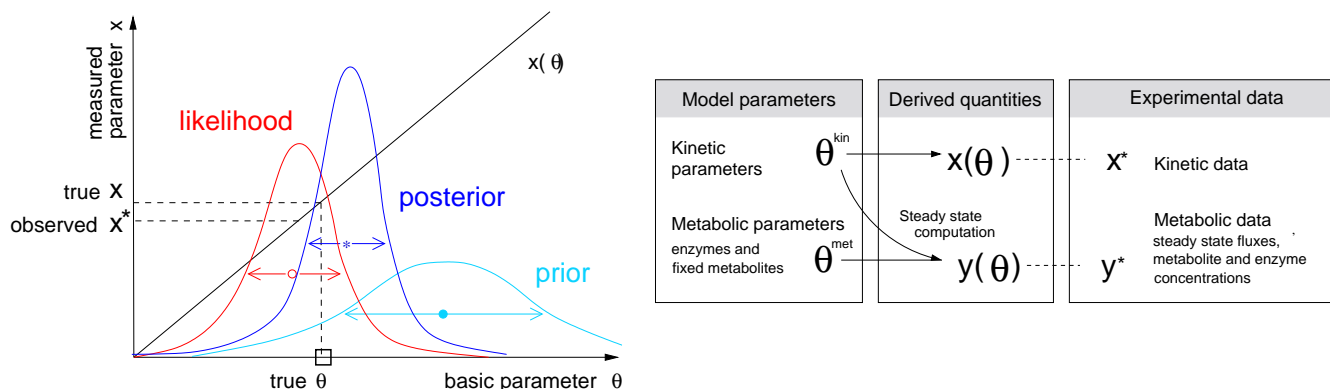 measured
parameter x
x(θ)
likelihood
true x
posterior
observed x*
*
prior
true θ
basic parameter θ
Model parameters
Derived quantities
Experimental data
Kinetic
parameters
θkin
x(θ)
x*
Kinetic data
Metabolic parameters
enzymes and
fixed metabolites
θmet
Steady state
computation
y(θ)
y*
Metabolic data
steady state fluxes,
metabolite and enzyme
concentrations